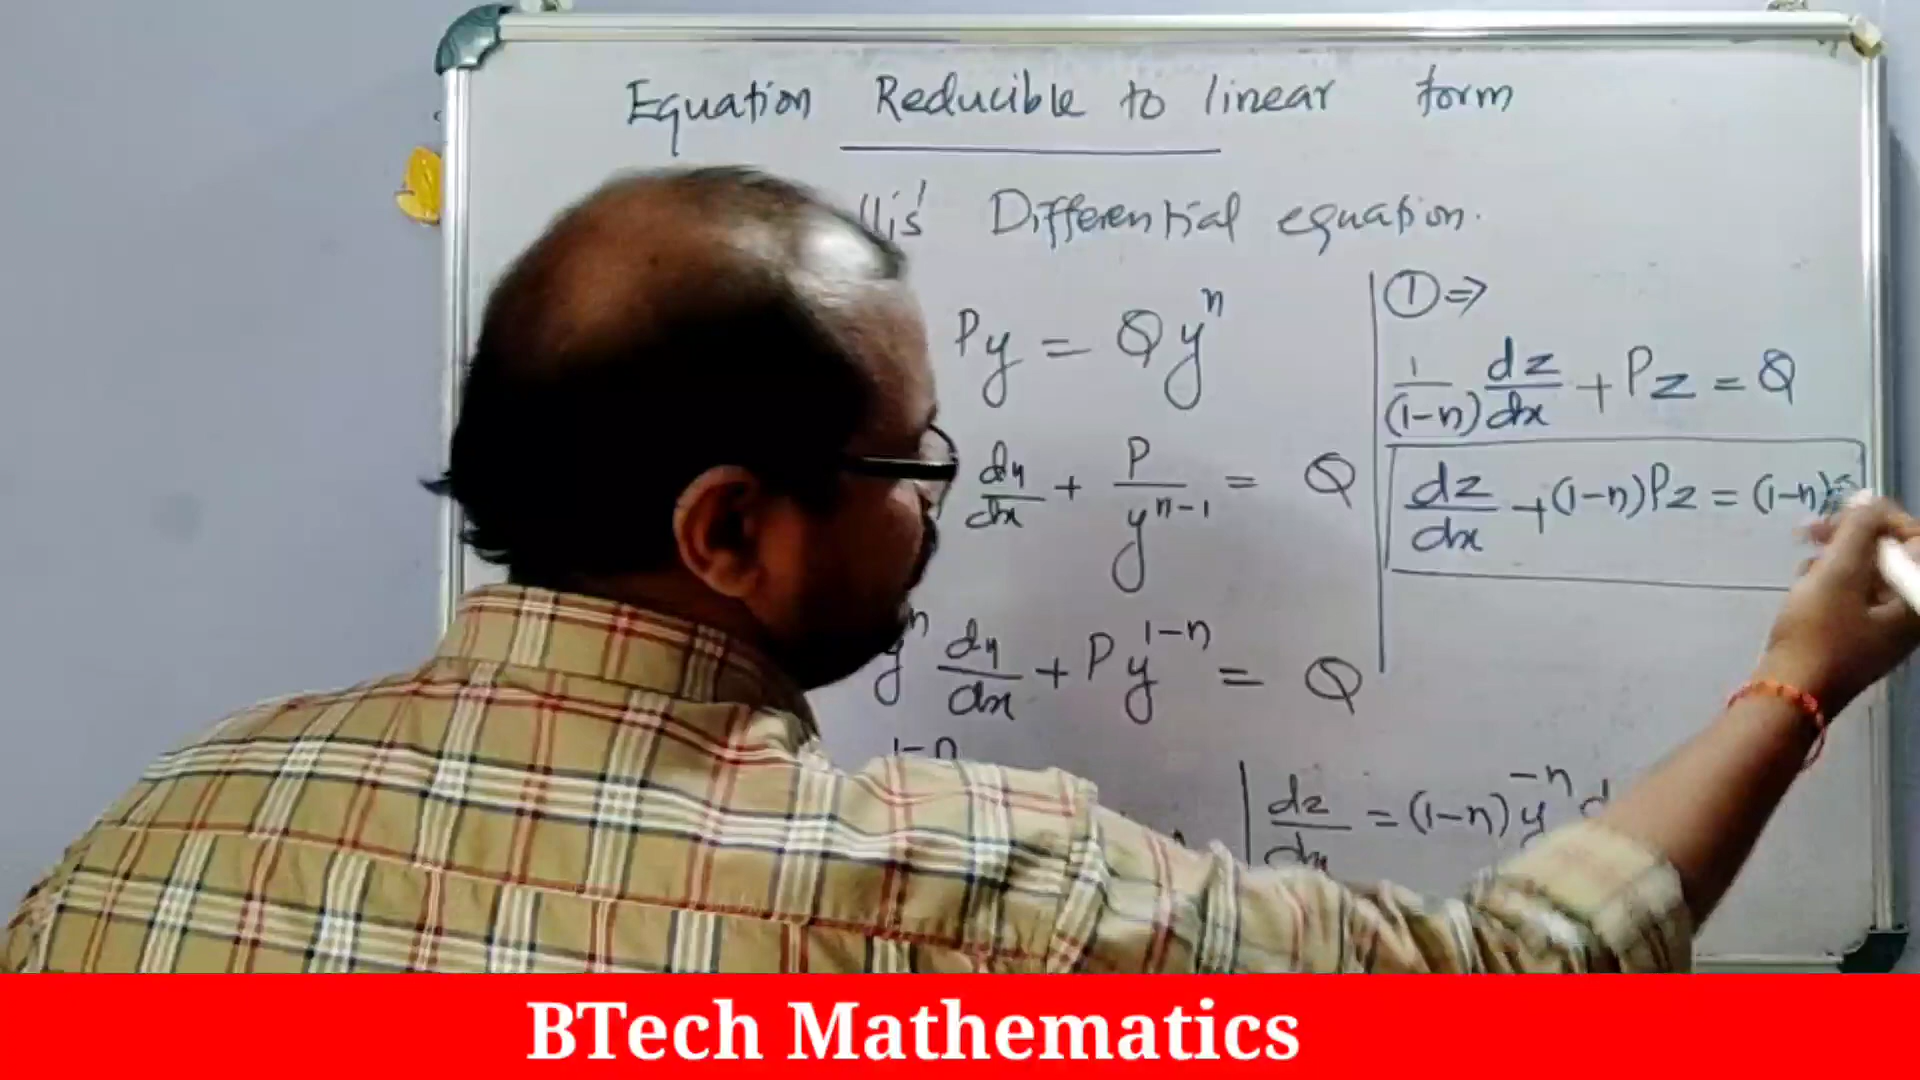 Equation Reducible to linear form
llis' Differential equation.
Py = Qy^n
dy/dx + P/y^{n-1} = Q
y^n dy/dx + P y^{1-n} = Q
1-n
dz/dx = (1-n) y^{-n} d
① ⇒
1/(1-n) dz/dx + Pz = Q
dz/dx + (1-n)Pz = (1-n)
BTech Mathematics